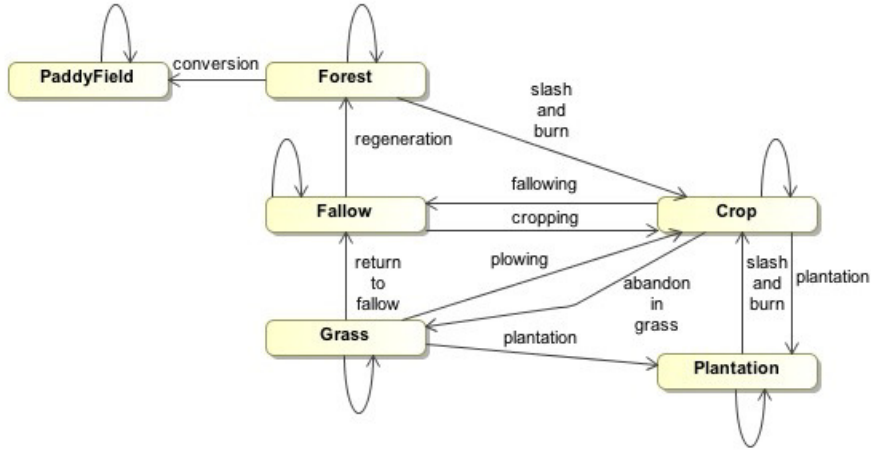 PaddyField
conversion
Forest
slash
and
burn
regeneration
Fallow
fallowing
cropping
Crop
return
to
fallow
plowing
abandon
in
grass
slash
and
burn
plantation
Grass
plantation
Plantation